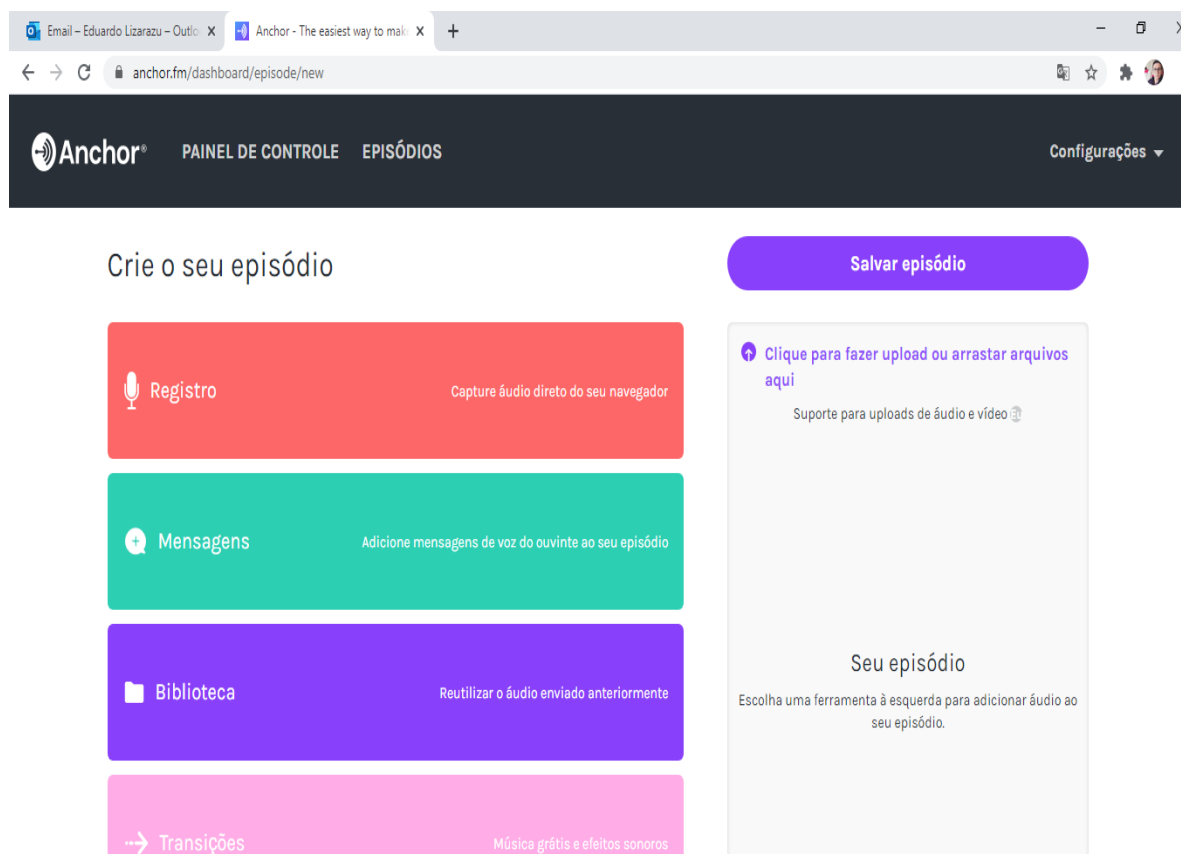 Email – Eduardo Lizarazu – Outlo
Anchor - The easiest way to mak
anchor.fm/dashboard/episode/new
Anchor®
PAINEL DE CONTROLE
EPISÓDIOS
Configurações
Crie o seu episódio
Salvar episódio
Registro
Capture áudio direto do seu navegador
Clique para fazer upload ou arrastar arquivos
aqui
Suporte para uploads de áudio e vídeo
Mensagens
Adicione mensagens de voz do ouvinte ao seu episódio
Biblioteca
Reutilizar o áudio enviado anteriormente
Seu episódio
Escolha uma ferramenta à esquerda para adicionar áudio ao
seu episódio.
Transições
Música grátis e efeitos sonoros